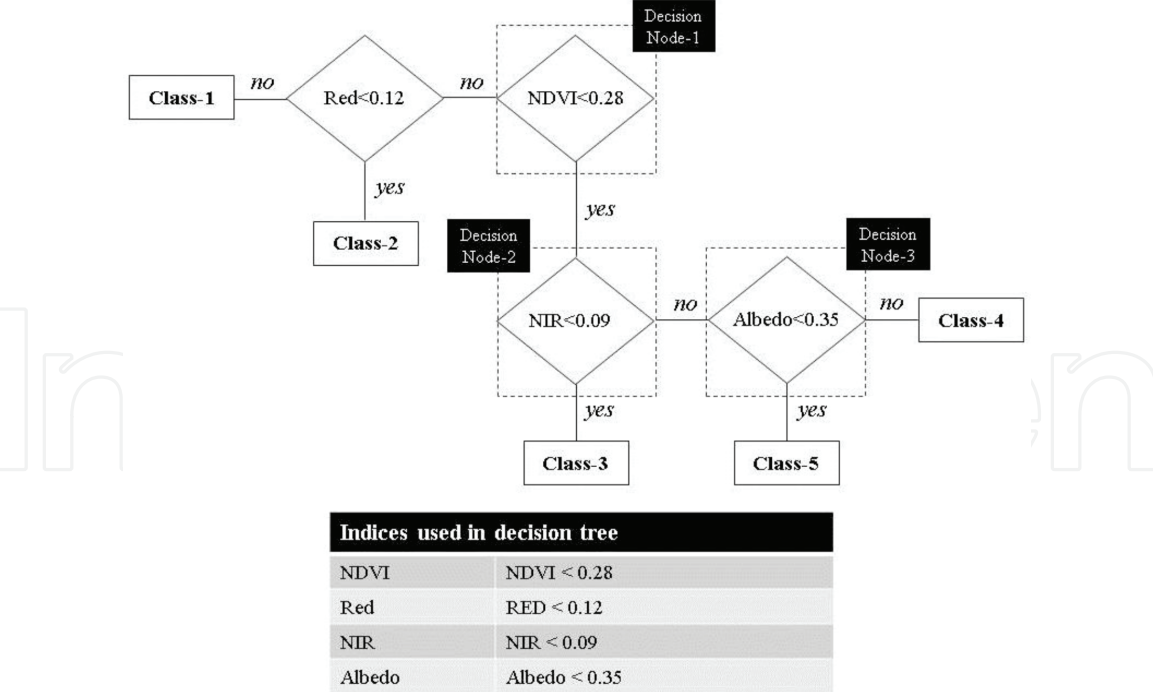 Decision
Node-1
no
no
Class-1
Red<0.12
NDVI<0.28
yes
yes
Class-2
Decision
Node-2
Decision
Node-3
no
no
NIR<0.09
Albedo<0.35
Class-4
yes
yes
Class-3
Class-5
Indices used in decision tree
NDVI NDVI < 0.28
Red RED < 0.12
NIR NIR < 0.09
Albedo Albedo < 0.35